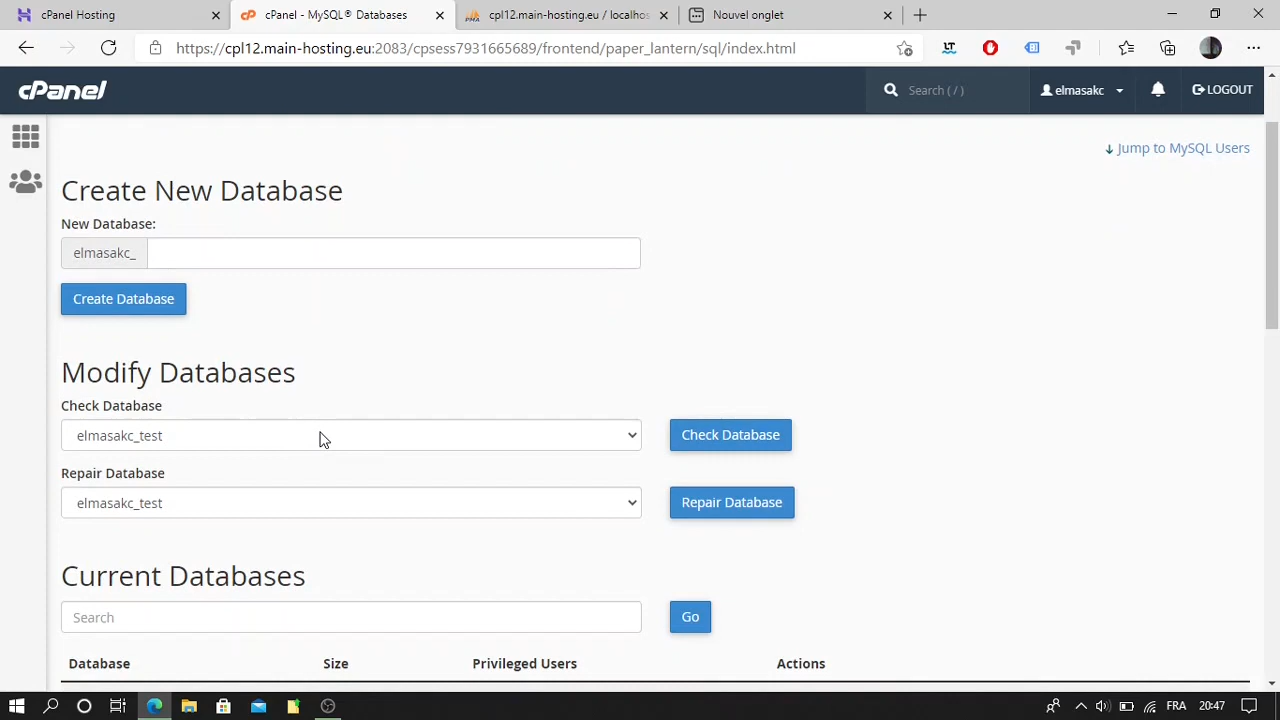 cPanel Hosting
cPanel - MySQL® Databases
cpl12.main-hosting.eu / localhos
Nouvel onglet
https://cpl12.main-hosting.eu:2083/cpsess7931665689/frontend/paper_lantern/sql/index.html
cPanel
Search ( / )
elmasakc
LOGOUT
Jump to MySQL Users
Create New Database
New Database:
elmasakc_
Create Database
Modify Databases
Check Database
elmasakc_test
Check Database
Repair Database
elmasakc_test
Repair Database
Current Databases
Search
Go
Database Size Privileged Users Actions
FRA 20:47